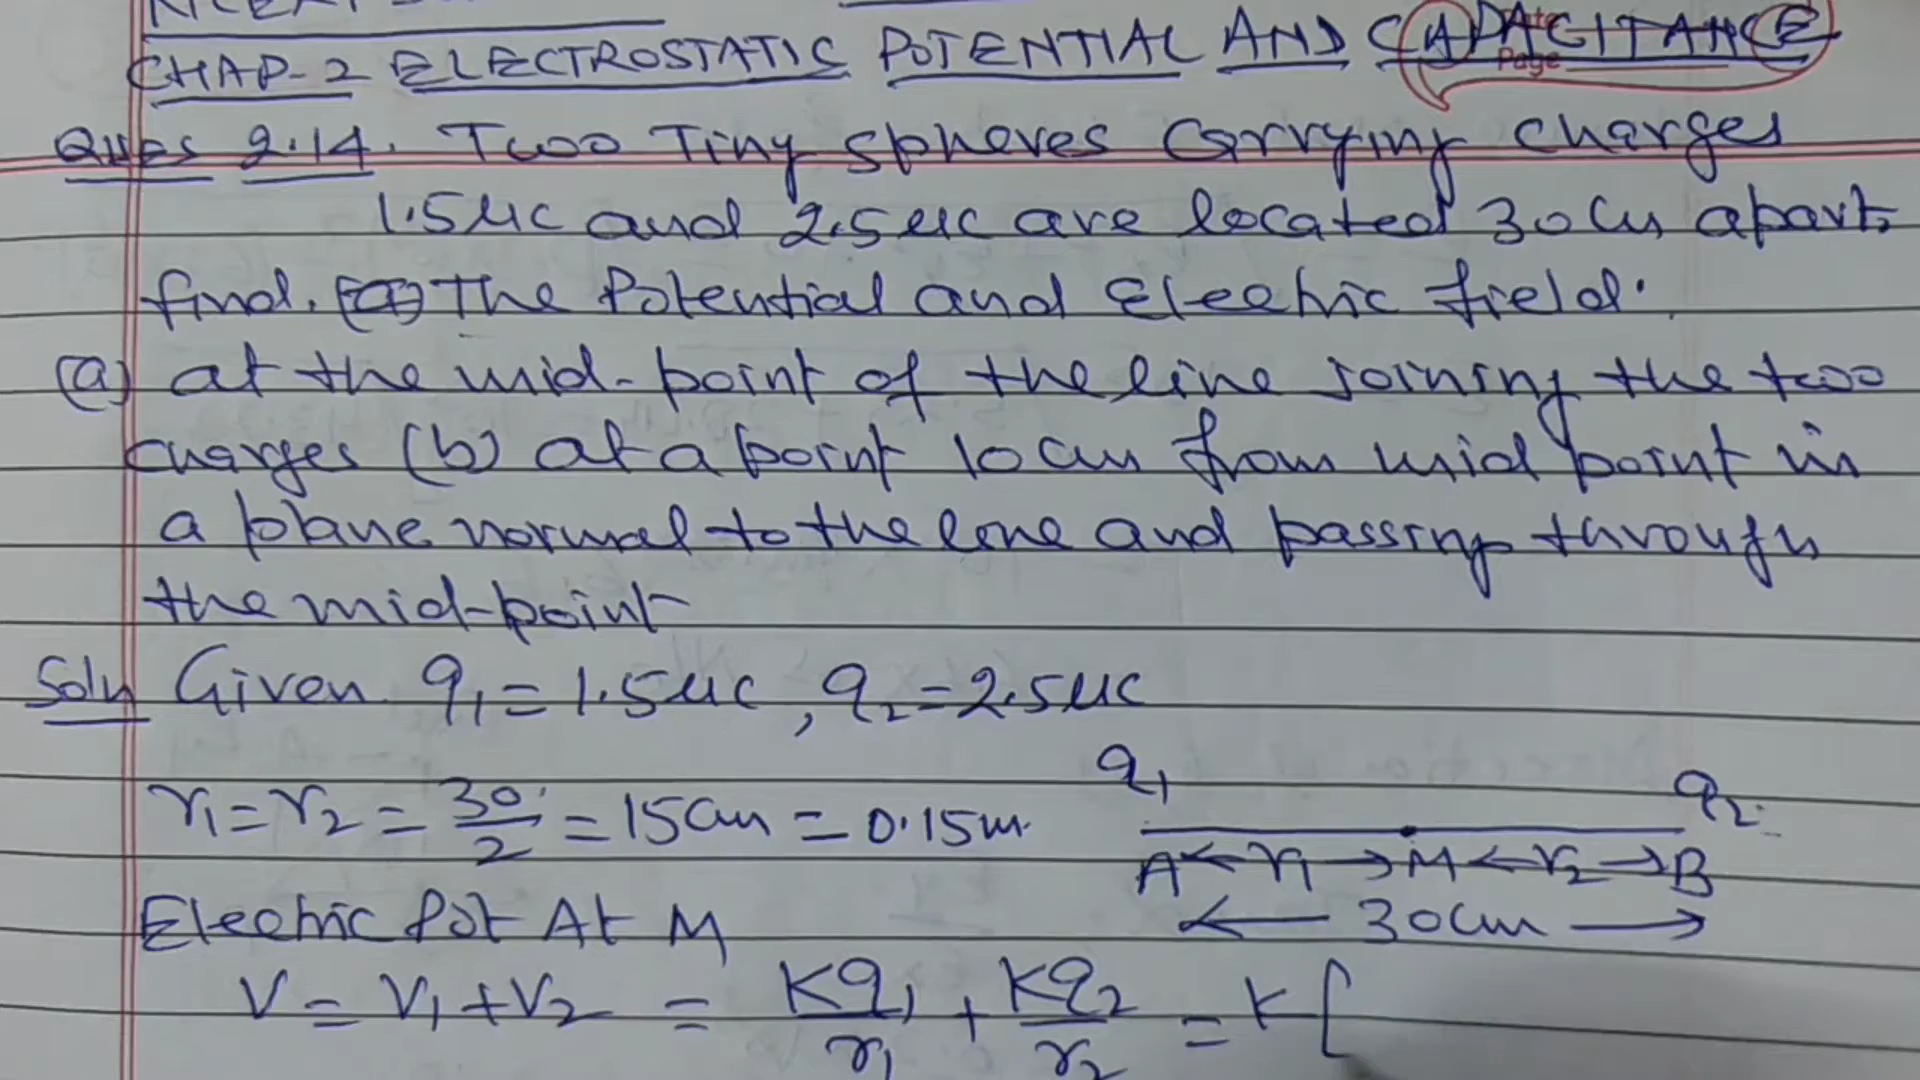 CHAP-2 ELECTROSTATIC POTENTIAL AND CAPACITANCE
Date
Page
Ques 2.14. Two Tiny spheres Carrying charges
1.5μc and 2.5μc are located 30cm apart,
find. (a) The Potential and Electric field.
(a) at the mid-point of the line Joining the two
charges (b) at a point 10cm from mid point in
a plane normal to the line and passing through
the mid-point
Soln Given q₁ = 1.5μc, q₂ = 2.5μc
r₁ = r₂ = 30/2 = 15cm = 0.15m.
q₁ q₂
A ← r₁ → M ← r₂ → B
← 30cm →
Electric Pot At M
V = V₁ + V₂ = Kq₁/r₁ + Kq₂/r₂ = K [